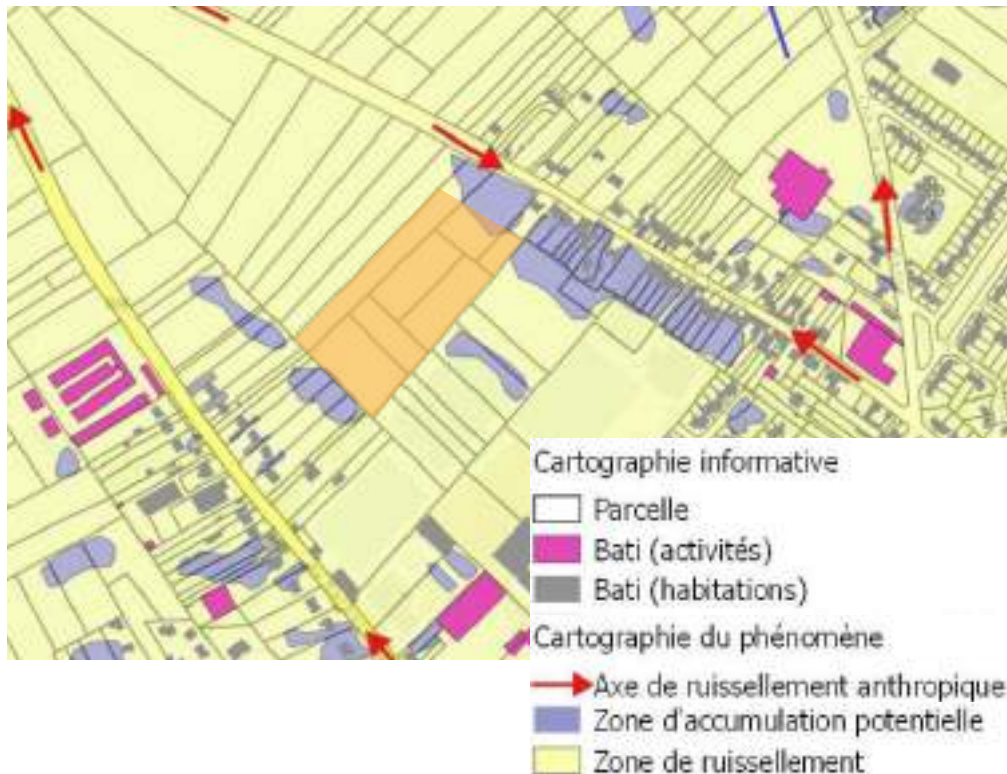 Cartographie informative
Parcelle
Bati (activités)
Bati (habitations)
Cartographie du phénomène
Axe de ruissellement anthropique
Zone d'accumulation potentielle
Zone de ruissellement